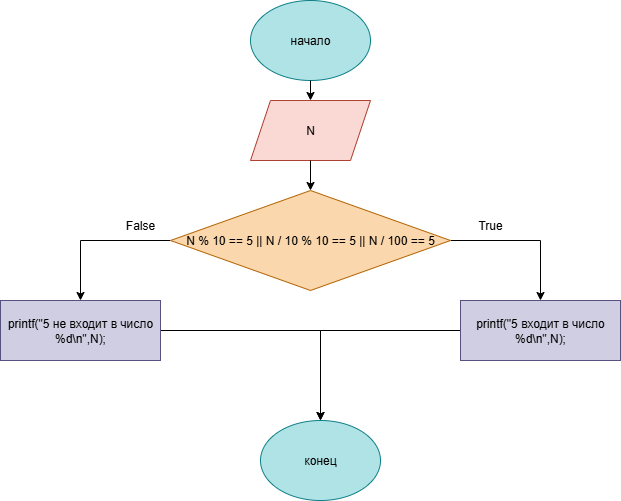 начало
N
False
True
N % 10 == 5 || N / 10 % 10 == 5 || N / 100 == 5
printf("5 не входит в число
%d\n",N);
printf("5 входит в число
%d\n",N);
конец